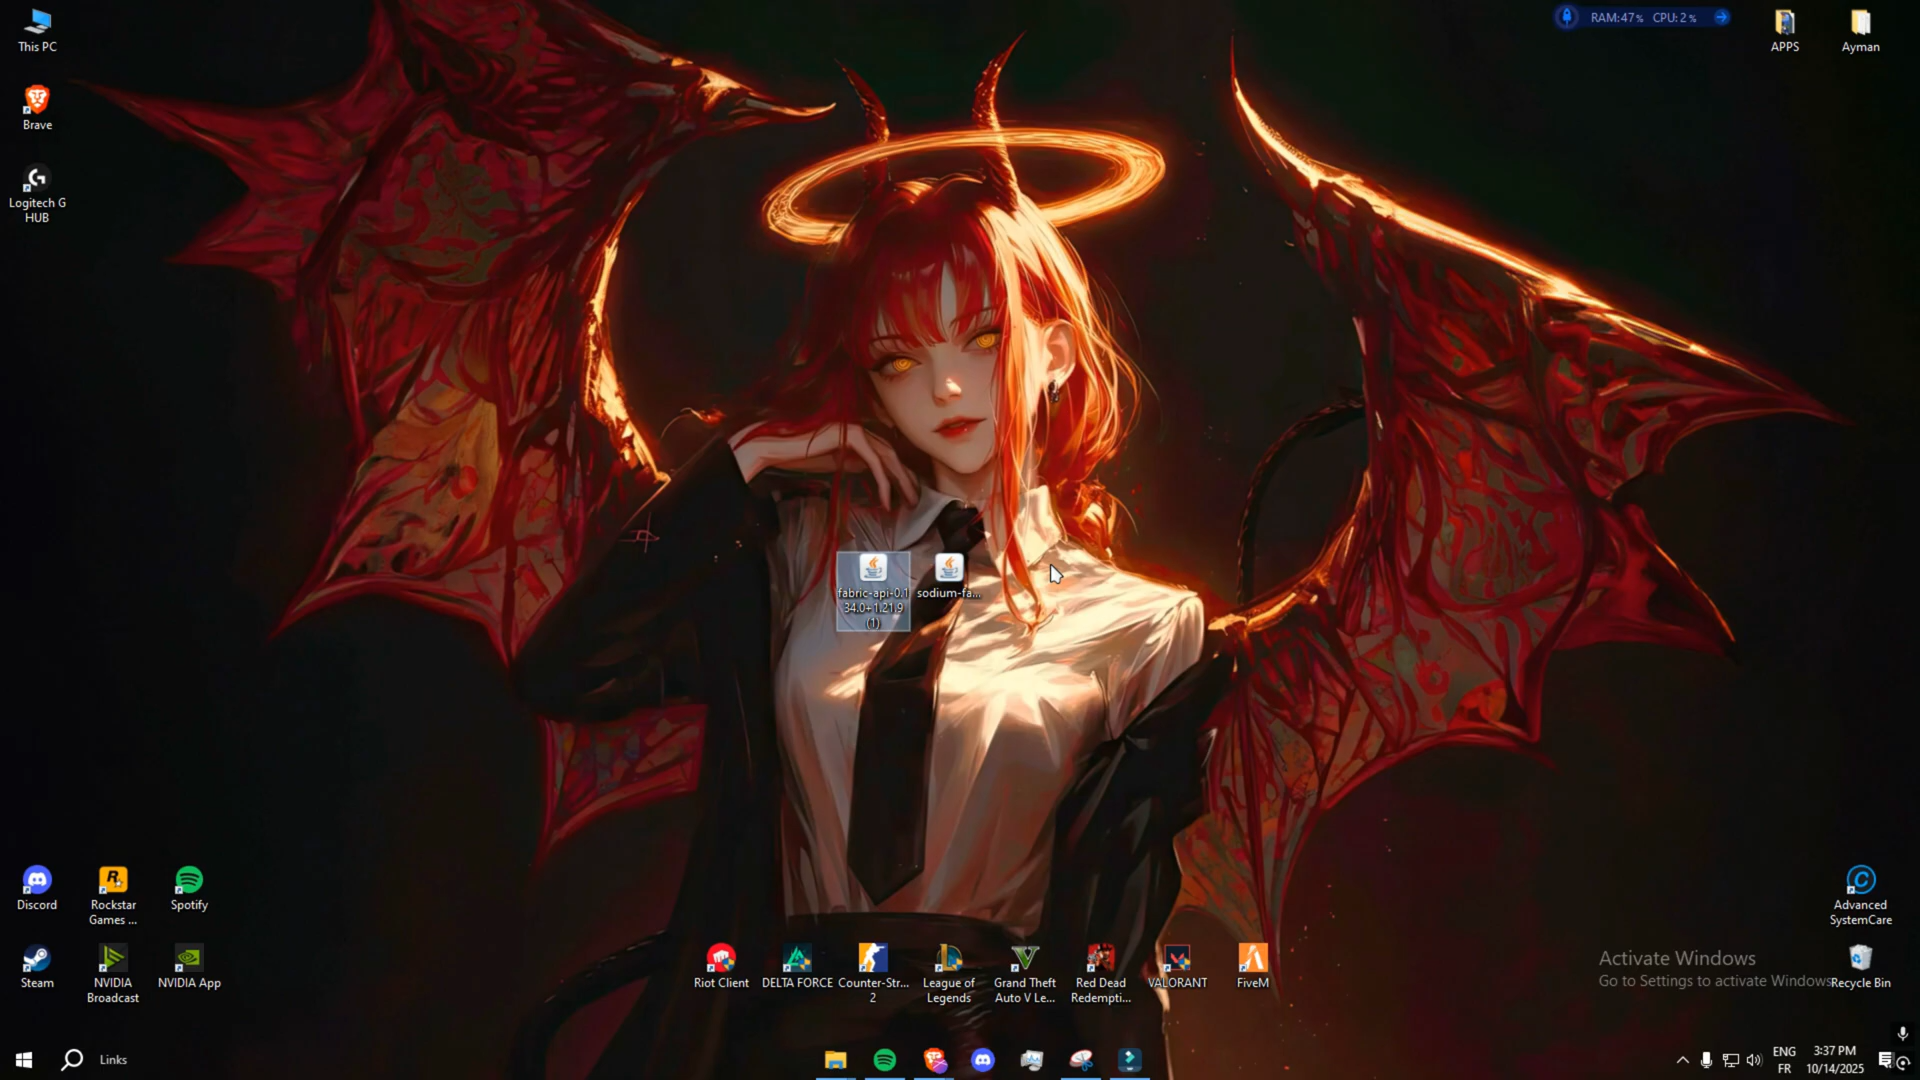 This PC
RAM:47% CPU: 2%
APPS
Ayman
Brave
Logitech G
HUB
fabric-api-0.1
34.0+1.21.9
(1)
sodium-fa...
Discord
Rockstar
Games ...
Spotify
Advanced
SystemCare
Steam
NVIDIA
Broadcast
NVIDIA App
Riot Client
DELTA FORCE
Counter-Str...
2
League of
Legends
Grand Theft
Auto V Le...
Red Dead
Redempti...
VALORANT
FiveM
Activate Windows
Go to Settings to activate Windows
Recycle Bin
Links
ENG
FR
3:37 PM
10/14/2025